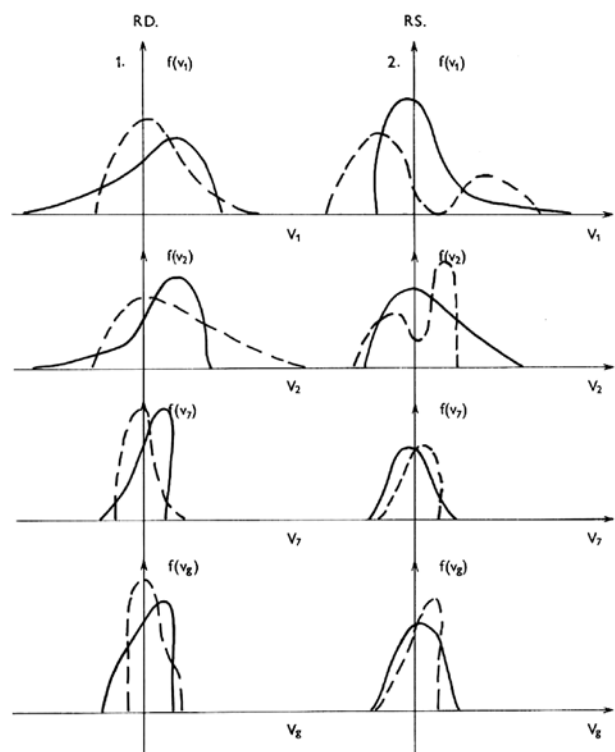 RD. RS.
1. f(v₁) 2. f(v₁)
V₁ V₁
f(v₂) f(v₂)
V₂ V₂
f(v₇) f(v₇)
V₇ V₇
f(vg) f(vg)
Vg Vg